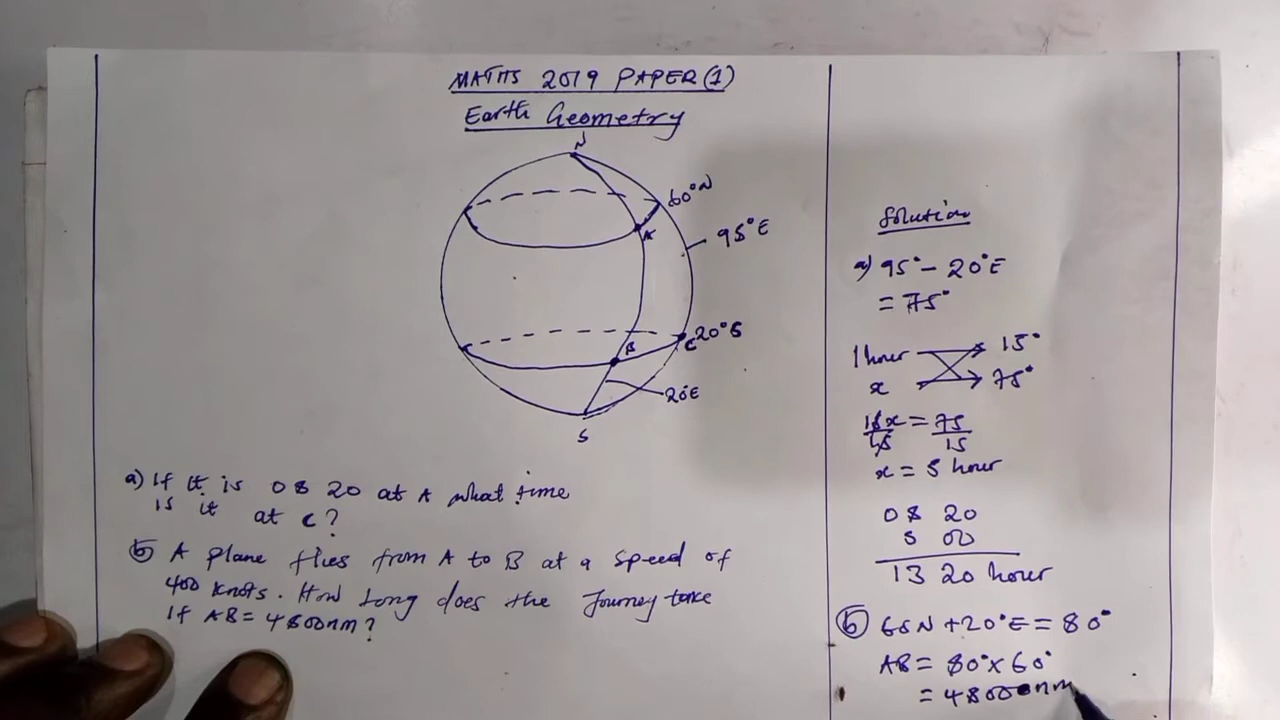 MATHS 2019 PAPER (1)
Earth Geometry
N
60°N
A
95°E
20°S
B
C
20°E
S
a) If it is 08 20 at A what time
is it at C?
(b) A plane flies from A to B at a speed of
400 knots. How long does the Journey take
If AB = 4800nm?
Solution
a) 95° - 20°E
= 75°
1 hour 15°
x 75°
15x = 75
15 15
x = 5 hour
08 20
5 00
13 20 hour
(b) 60N + 20°E = 80°
AB = 80° x 60°
= 4800nm